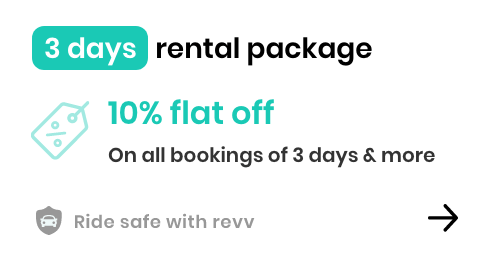 3 days rental package
10% flat off
On all bookings of 3 days & more
Ride safe with revv